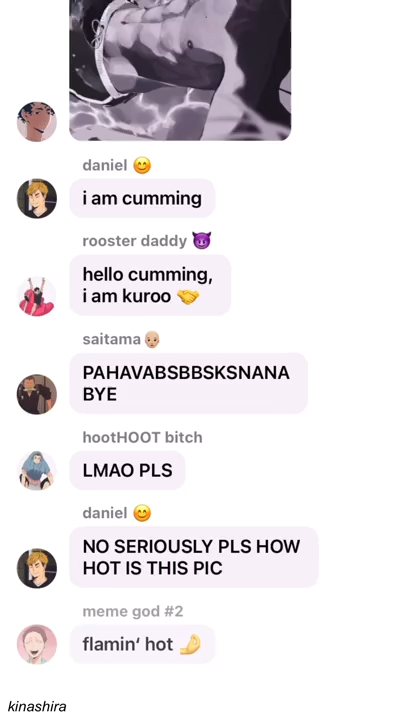 daniel 😊
i am cumming
rooster daddy 😈
hello cumming,
i am kuroo 🤝
saitama 👨🏼‍🦲
PAHAVABSBBSKSNANA
BYE
hootHOOT bitch
LMAO PLS
daniel 😊
NO SERIOUSLY PLS HOW
HOT IS THIS PIC
meme god #2
flamin‘ hot 🤌
kinashira